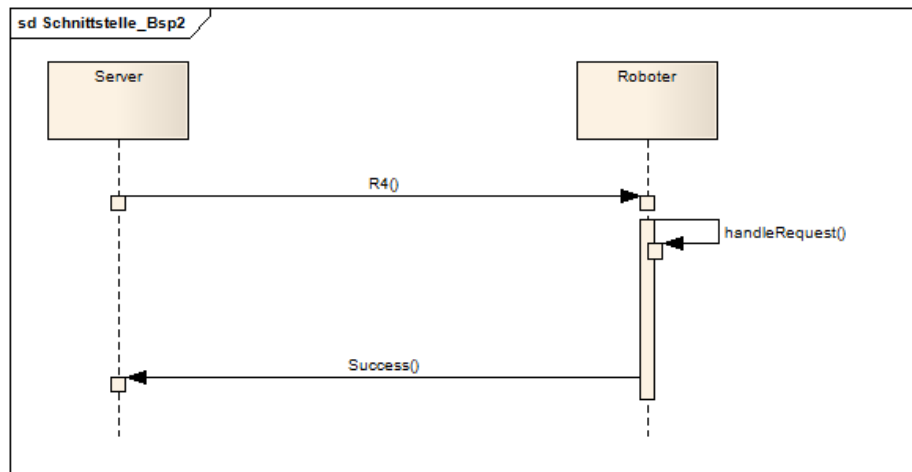 sd Schnittstelle_Bsp2
Server
Roboter
R4()
handleRequest()
Success()